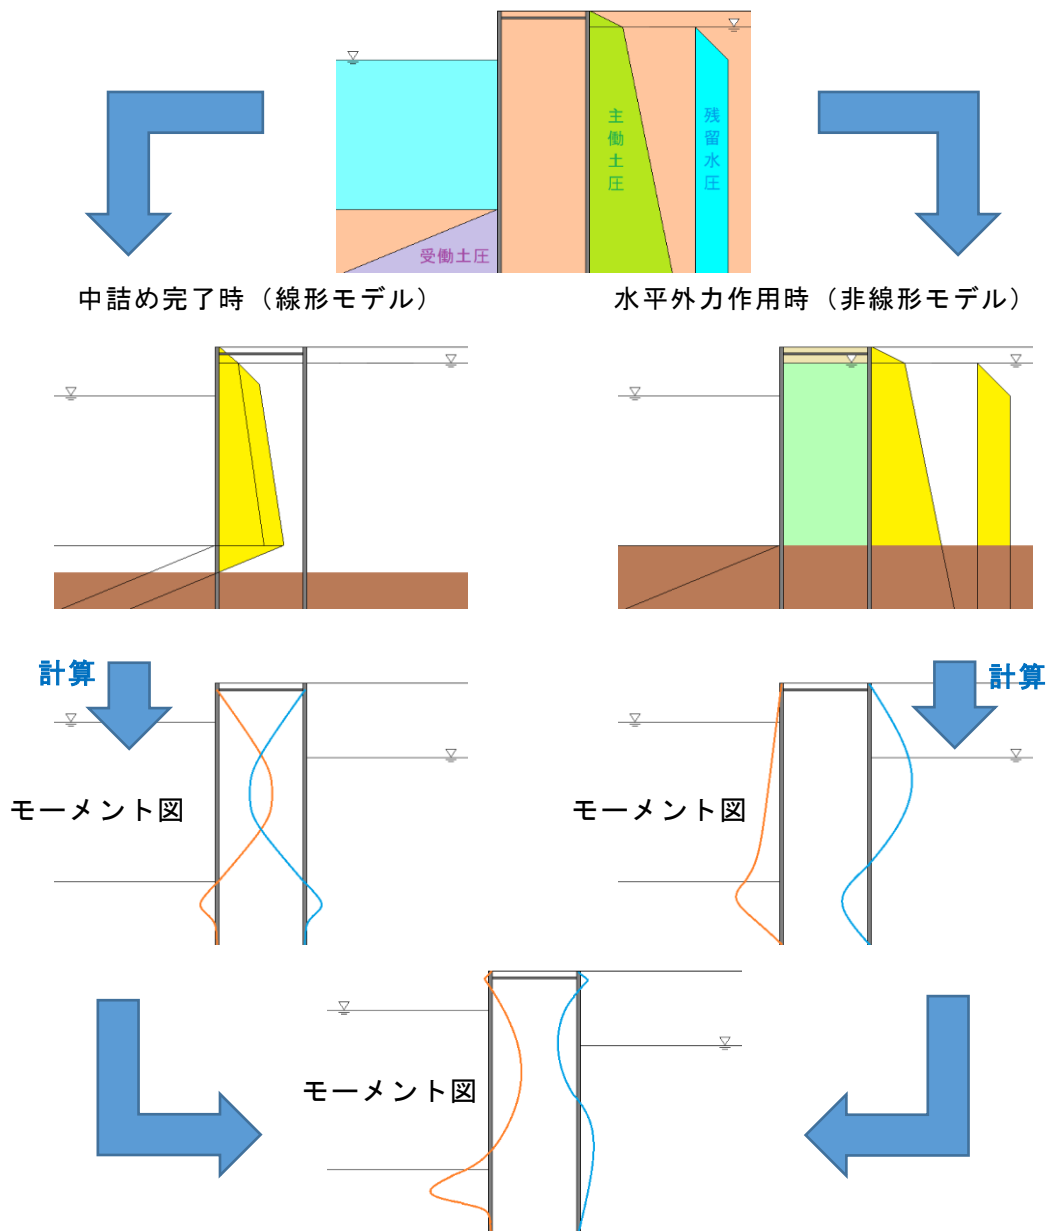 主働土圧
残留水圧
受働土圧
中詰め完了時（線形モデル）
水平外力作用時（非線形モデル）
計算
計算
モーメント図
モーメント図
モーメント図